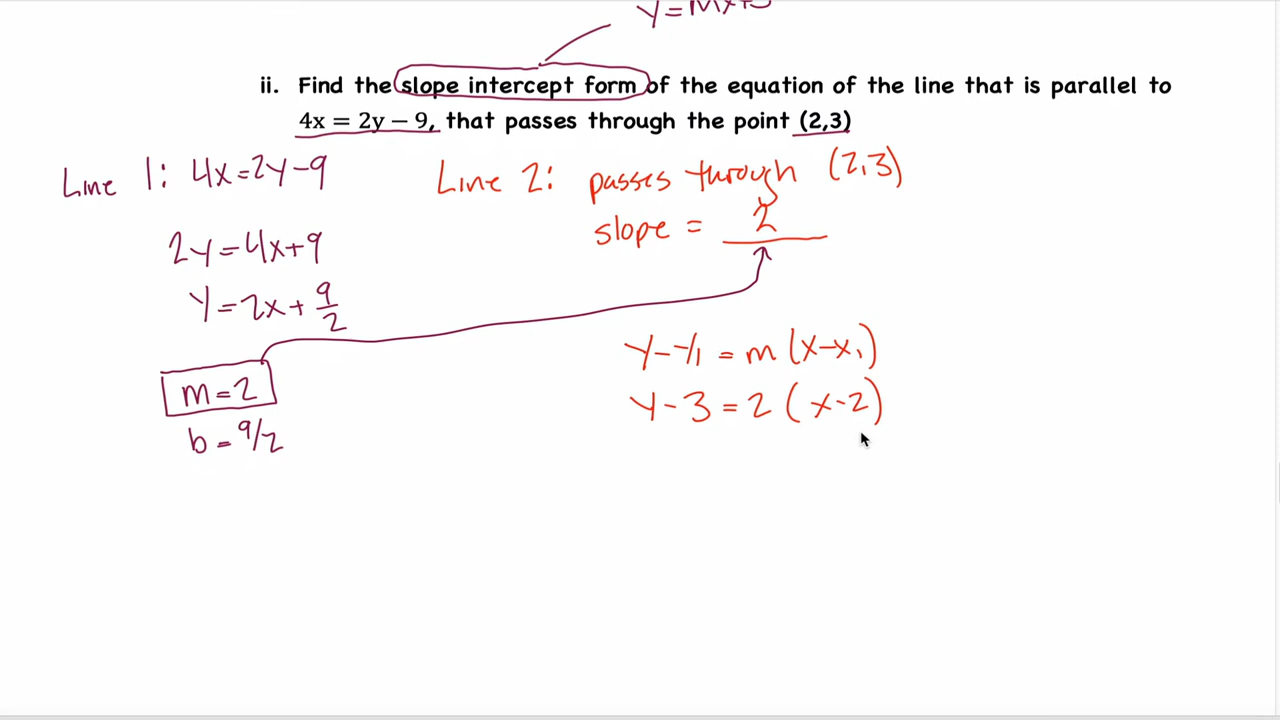 y=mx+b
ii. Find the slope intercept form of the equation of the line that is parallel to
4x = 2y − 9, that passes through the point (2,3)
Line 1: 4x=2y-9
Line 2: passes through (2,3)
slope = 2
2y=4x+9
y=2x+9/2
y-y₁ = m(x-x₁)
m=2
y-3=2(x-2)
b=9/2